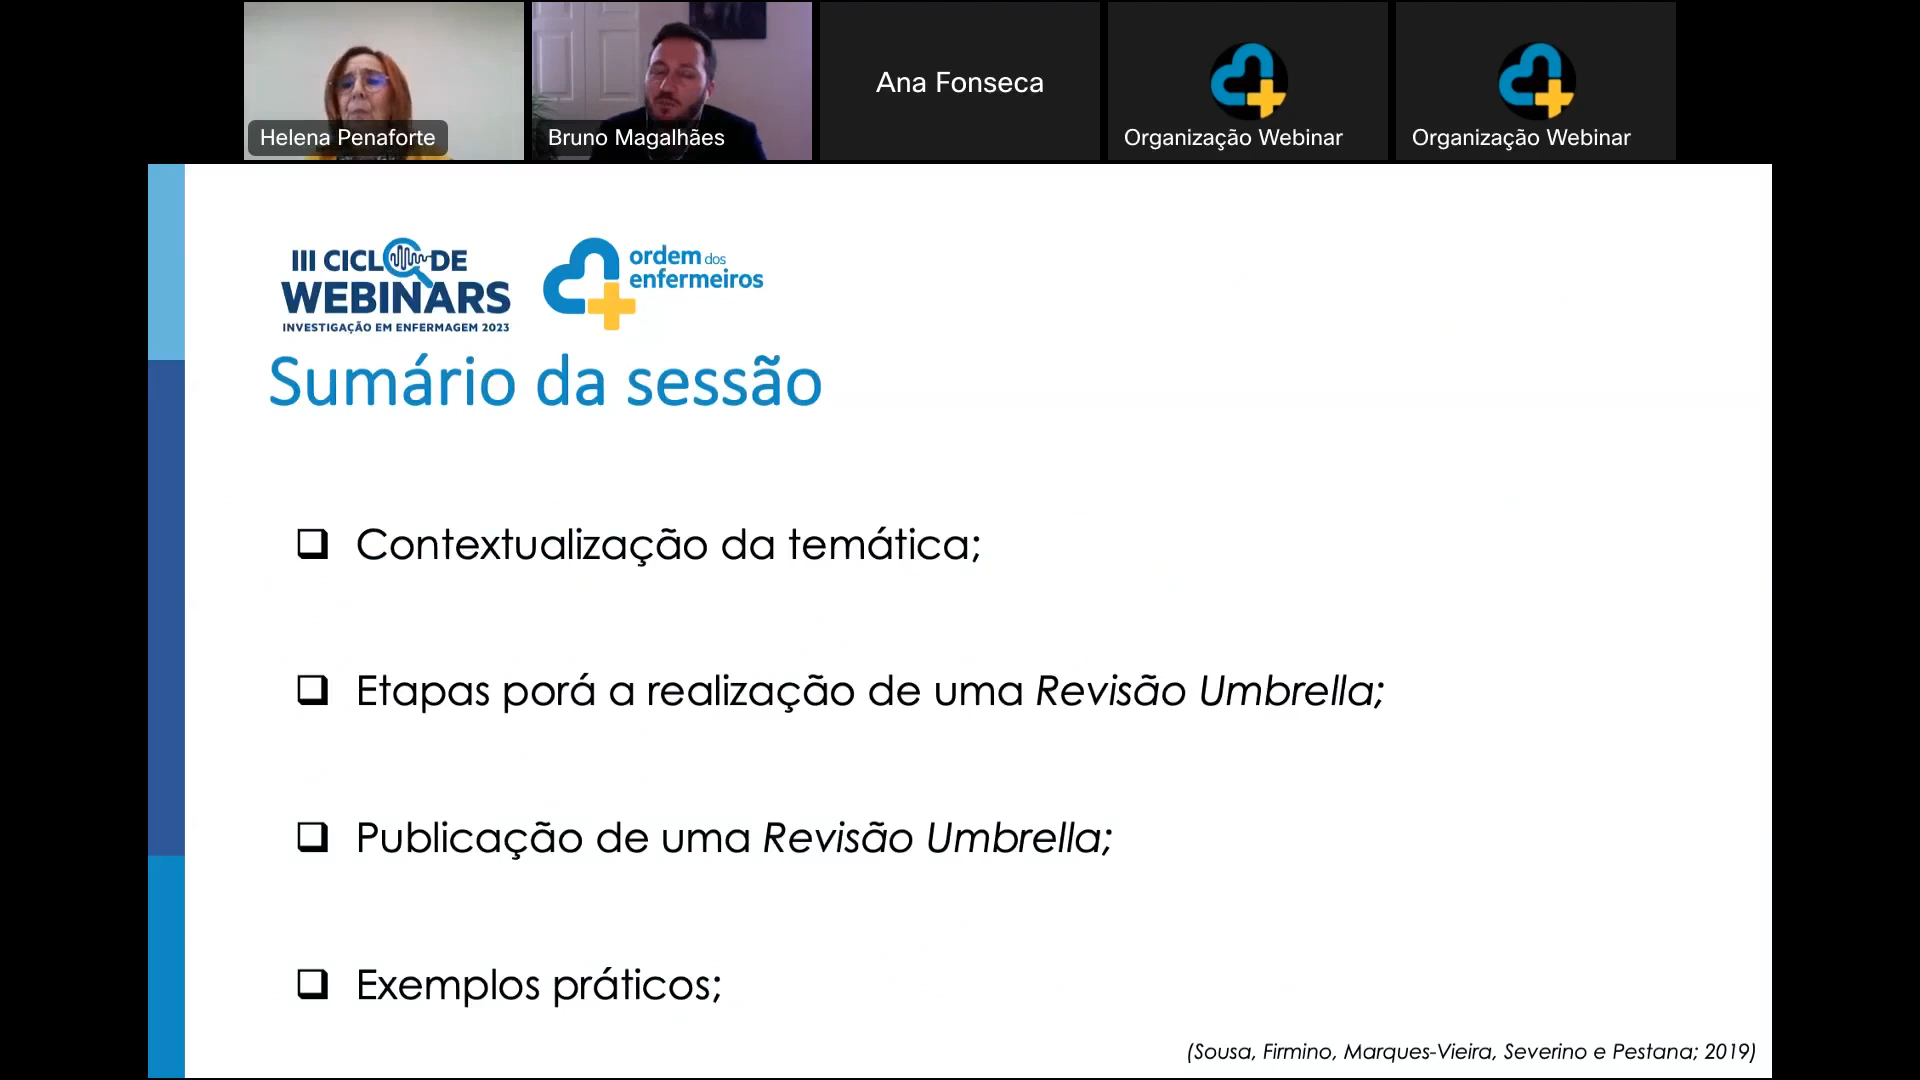 Helena Penaforte
Bruno Magalhães
Ana Fonseca
Organização Webinar
Organização Webinar
III CICLO DE
WEBINARS
INVESTIGAÇÃO EM ENFERMAGEM 2023
ordem dos
enfermeiros
Sumário da sessão
Contextualização da temática;
Etapas porá a realização de uma Revisão Umbrella;
Publicação de uma Revisão Umbrella;
Exemplos práticos;
(Sousa, Firmino, Marques-Vieira, Severino e Pestana; 2019)